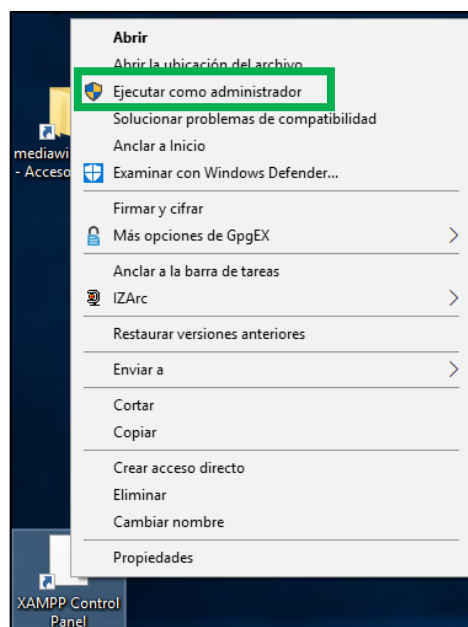 Abrir
Abrir la ubicación del archivo
Ejecutar como administrador
Solucionar problemas de compatibilidad
Anclar a Inicio
mediawi
- Acceso
Examinar con Windows Defender...
Firmar y cifrar
Más opciones de GpgEX
Anclar a la barra de tareas
IZArc
Restaurar versiones anteriores
Enviar a
Cortar
Copiar
Crear acceso directo
Eliminar
Cambiar nombre
Propiedades
XAMPP Control
Panel